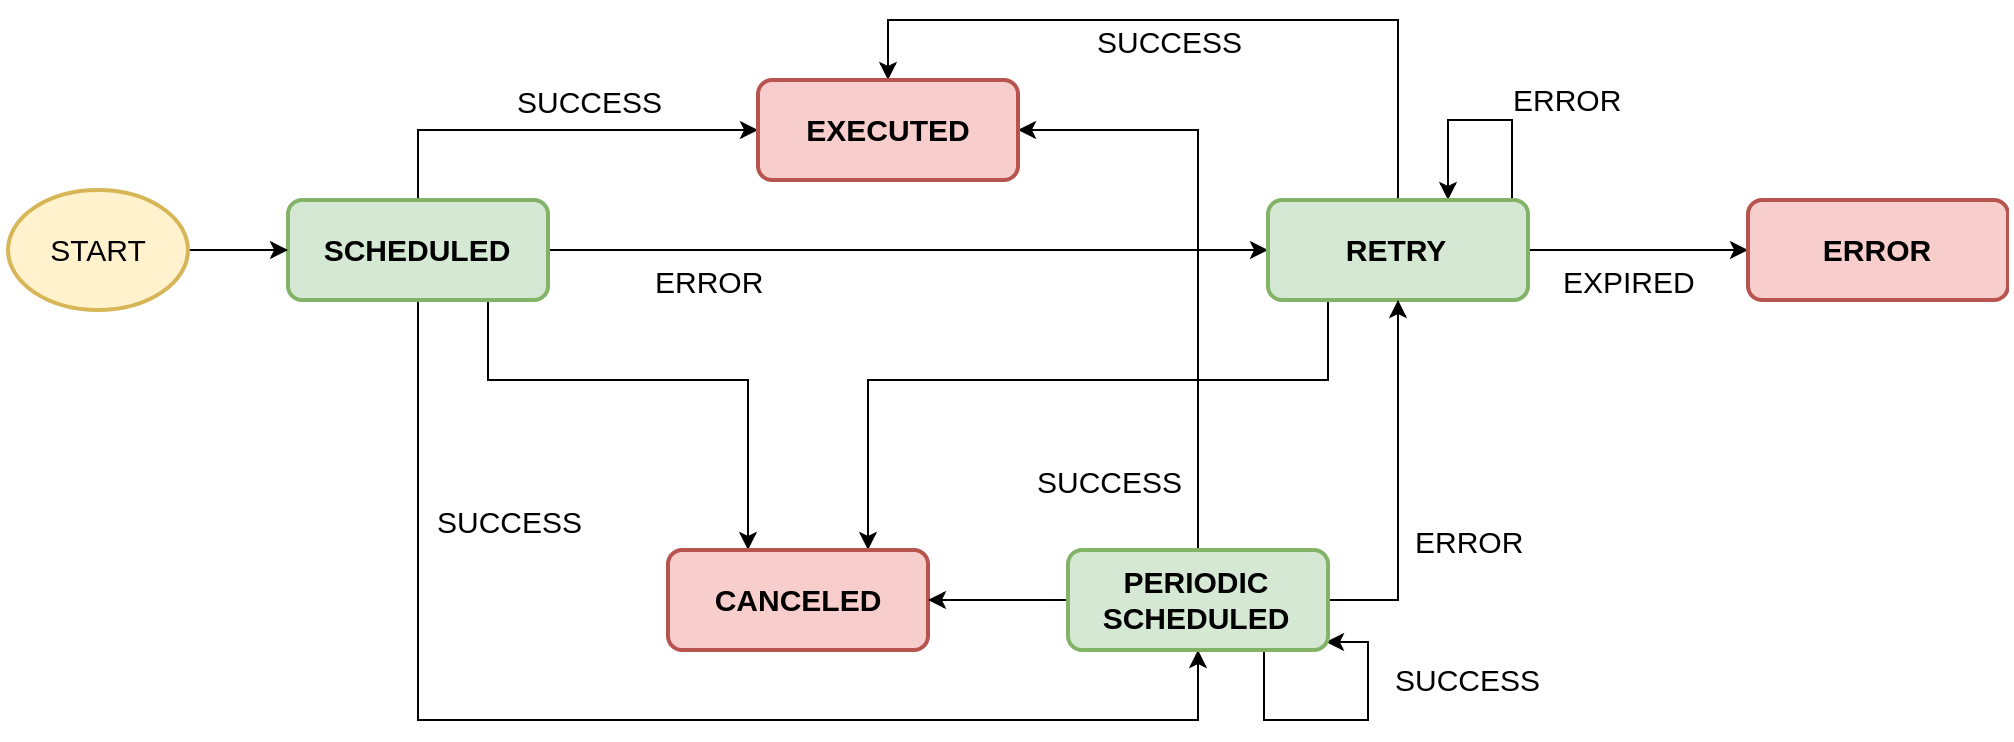 SUCCESS
SUCCESS
ERROR
EXECUTED
START
SCHEDULED
RETRY
ERROR
ERROR
EXPIRED
SUCCESS
SUCCESS
ERROR
CANCELED
PERIODIC
SCHEDULED
SUCCESS